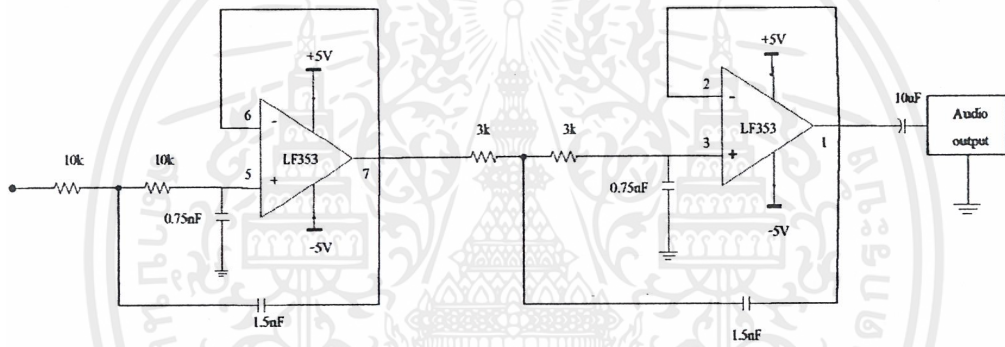 +5V
6
-
LF353
10k
10k
5
+
7
0.75nF
-5V
1.5nF
3k
3k
+5V
2
-
LF353
3
+
1
0.75nF
-5V
1.5nF
10uF
Audio
output